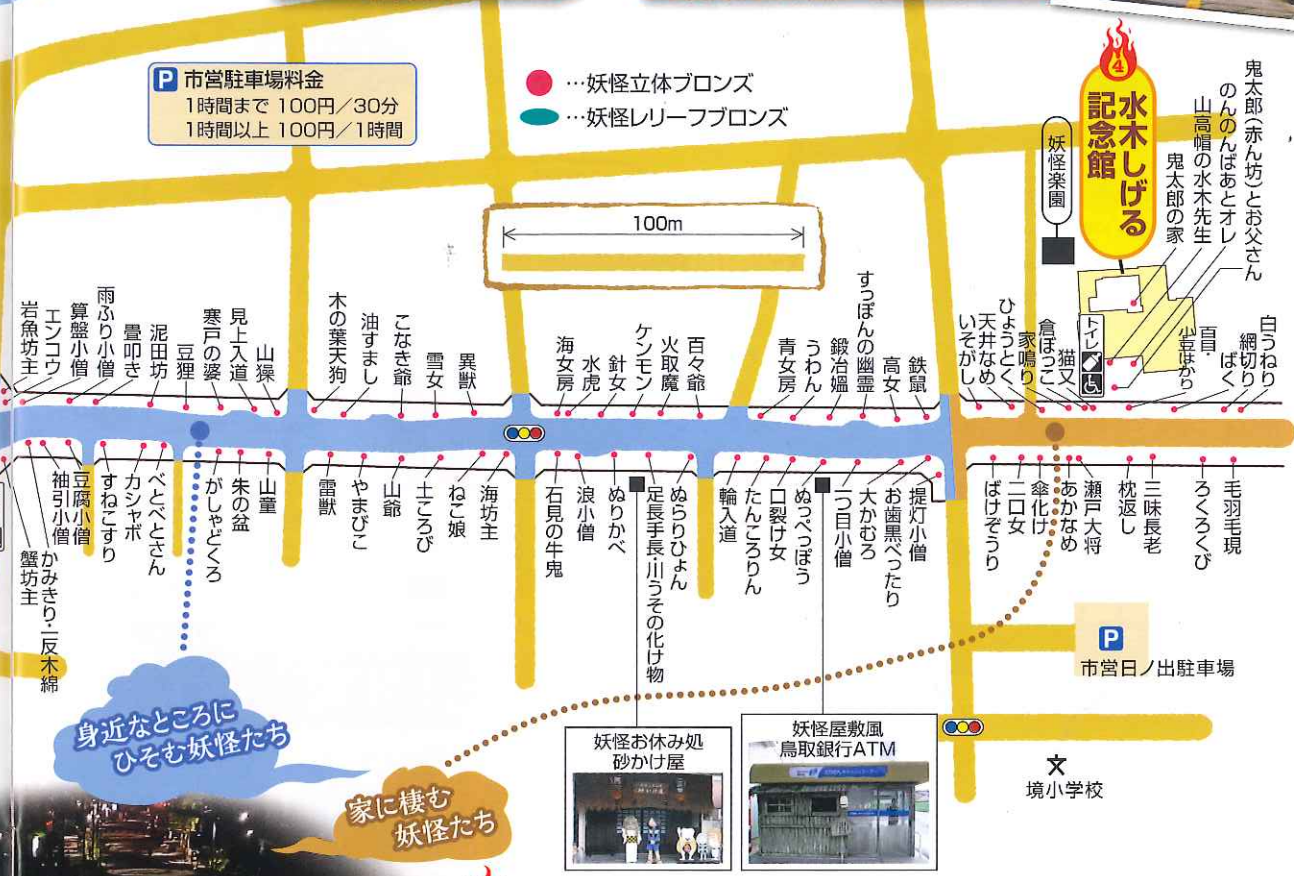 P 市営駐車場料金
1時間まで 100円／30分
1時間以上 100円／1時間
…妖怪立体ブロンズ
…妖怪レリーフブロンズ
100m
妖怪楽園
4
水木しげる
記念館
鬼太郎（赤ん坊）とお父さん
のんのんばあとオレ
山高帽の水木先生
鬼太郎の家
トイレ
岩魚坊主
エンコウ
算盤小僧
雨ふり小僧
畳叩き
泥田坊
豆狸
寒戸の婆
見上入道
山操
木の葉天狗
油すまし
こなき爺
雪女
異獣
海女房
水虎
針女
ケンモン
火取魔
百々爺
青女房
うわん
鍛冶媼
すっぽんの幽霊
高女
鉄鼠
いそがし
天井なめ
ひょうとく
家鳴り
倉ぼっこ
猫又
小豆はかり
百目
ばく
網切り
白うねり
蟹坊主
かみきり・一反木綿
袖引小僧
豆腐小僧
すねこすり
カシャボ
べとべとさん
がしゃどくろ
朱の盆
山童
雷獣
やまびこ
山爺
土ころび
ねこ娘
海坊主
石見の牛鬼
浪小僧
ぬりかべ
足長手長・川うその化け物
ぬらりひょん
輪入道
たんころりん
口裂け女
ぬっぺっぽう
一つ目小僧
大かむろ
お歯黒べったり
提灯小僧
ばけぞうり
二口女
傘化け
あかなめ
瀬戸大将
枕返し
三味長老
ろくろくび
毛羽毛現
P
市営日ノ出駐車場
文
境小学校
身近なところに
ひそむ妖怪たち
家に棲む
妖怪たち
妖怪お休み処
砂かけ屋
妖怪屋敷風
鳥取銀行ATM